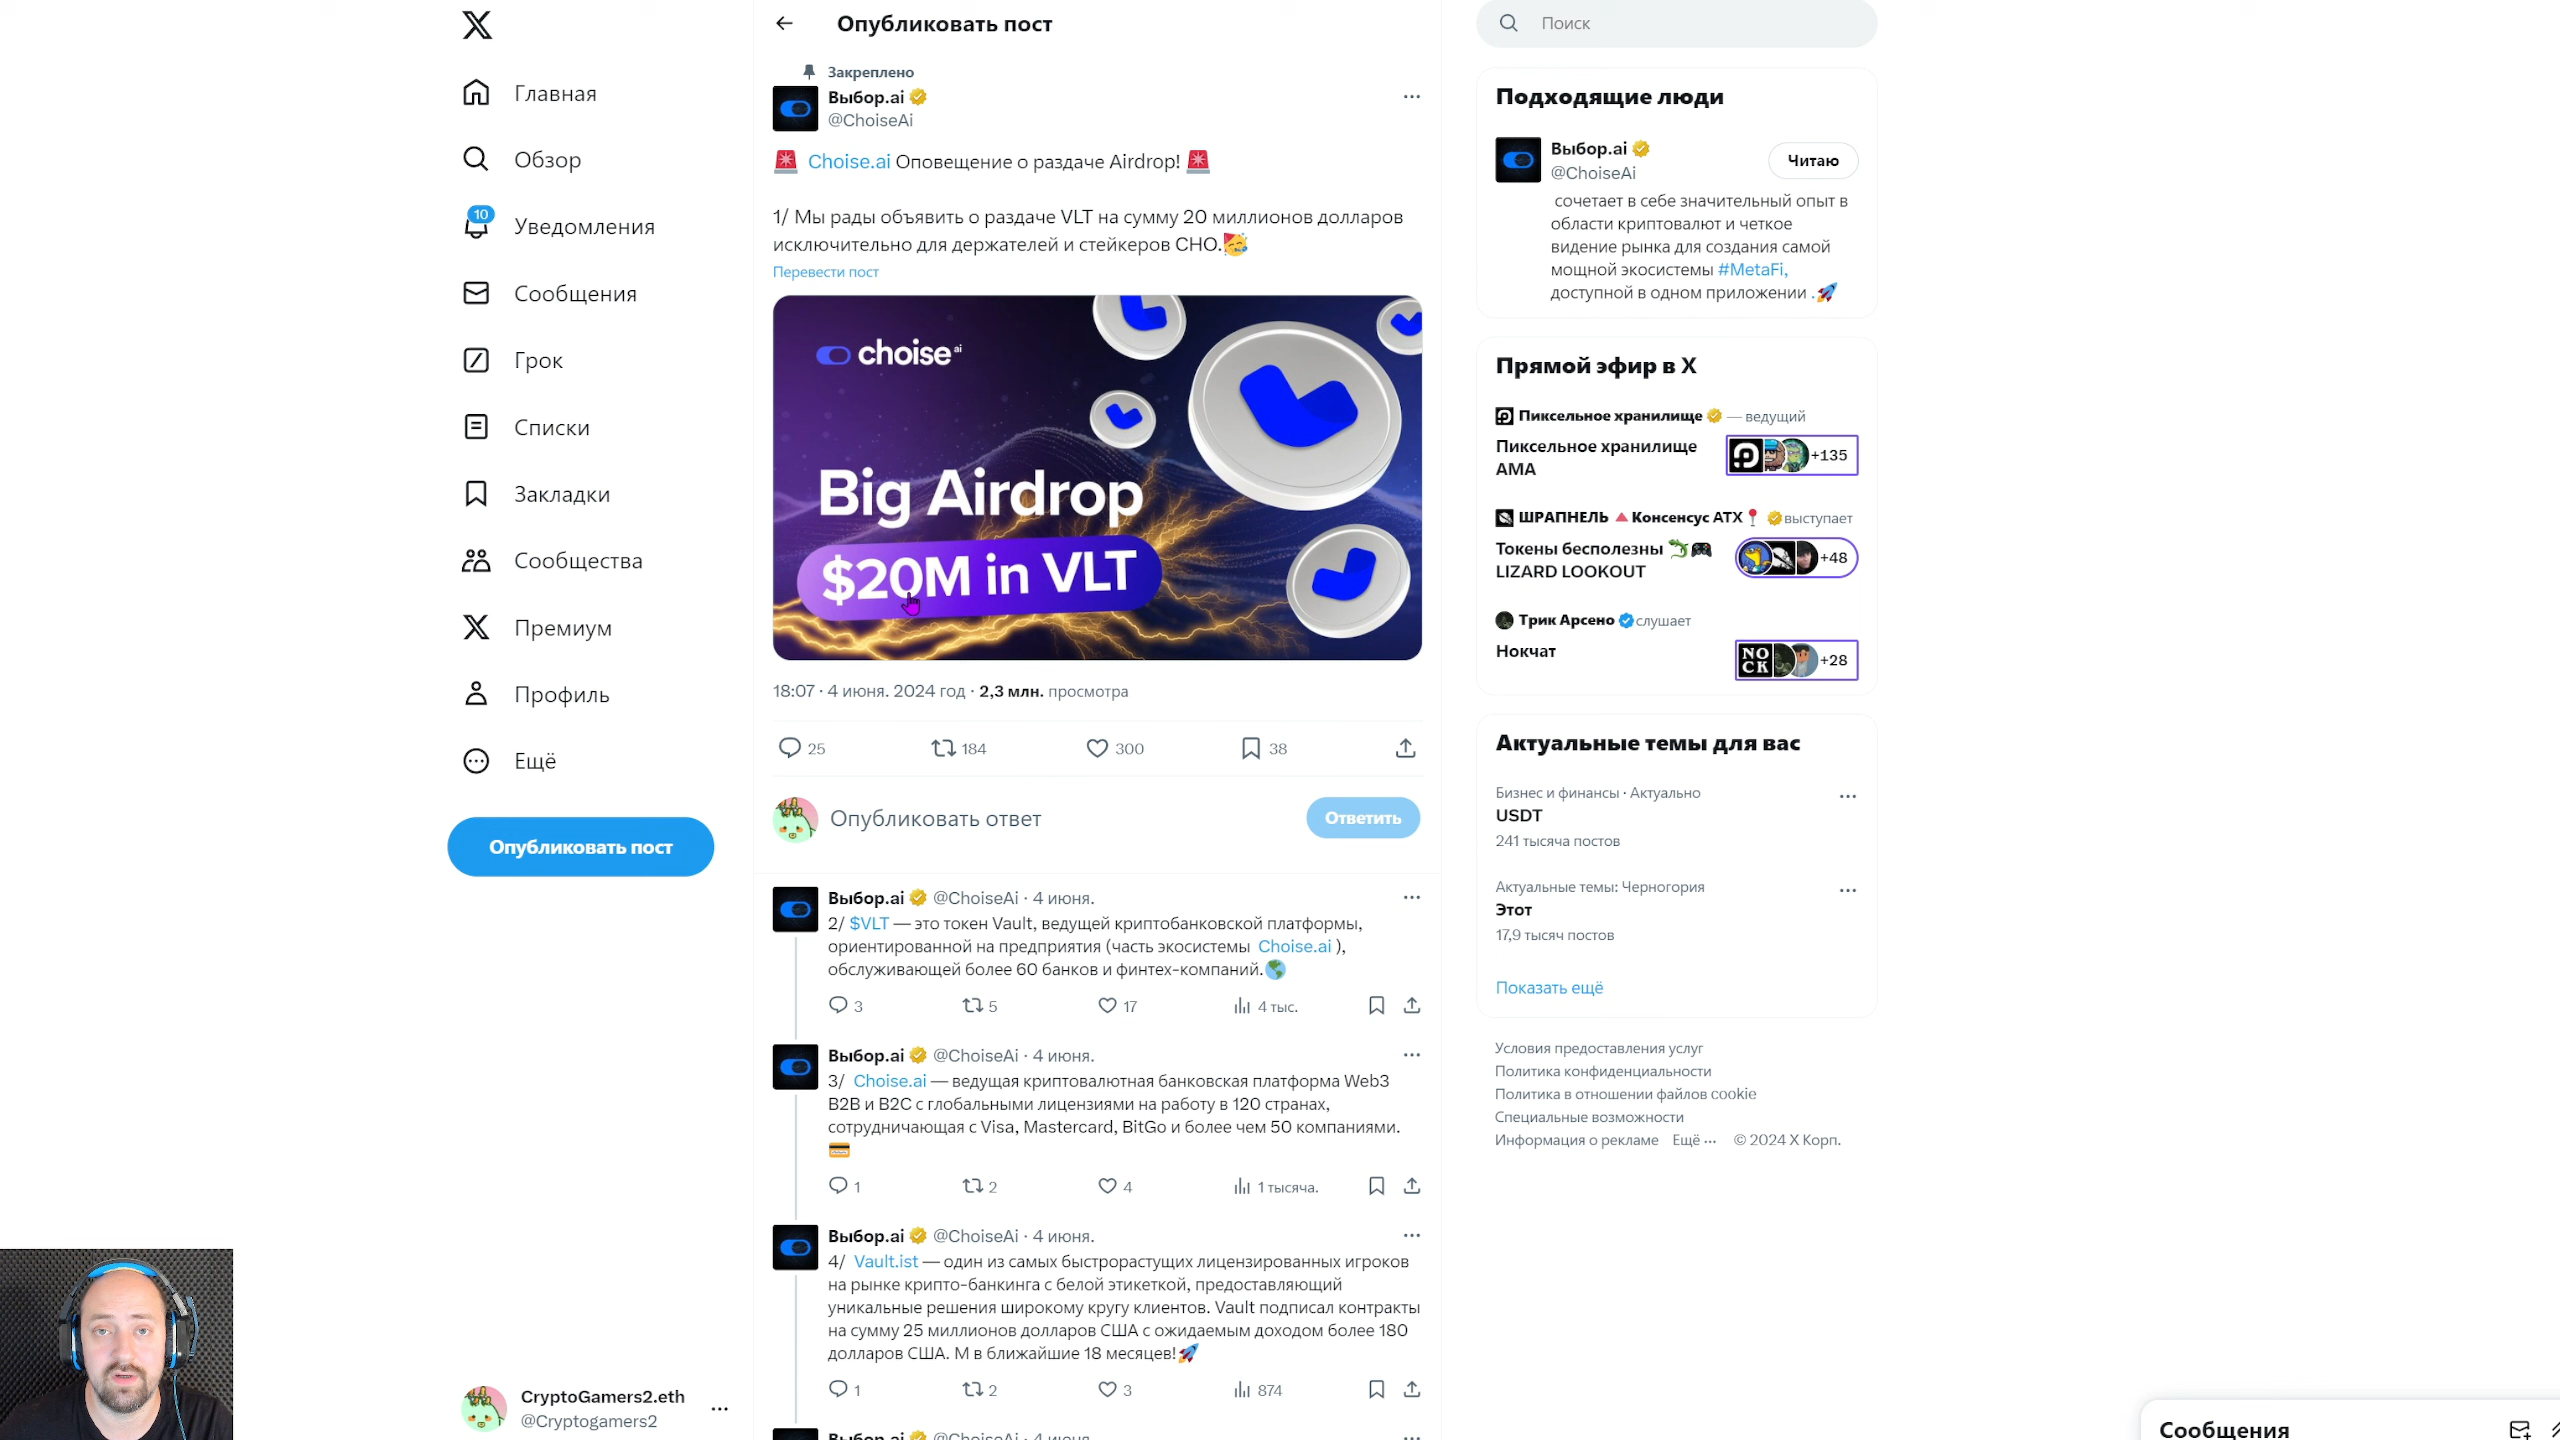 Главная
Обзор
10
Уведомления
Сообщения
Грок
Списки
Закладки
Сообщества
Премиум
Профиль
Ещё
Опубликовать пост
CryptoGamers2.eth
@Cryptogamers2
Опубликовать пост
Закреплено
Выбор.ai
@ChoiseAi
Choise.ai Оповещение о раздаче Airdrop!
1/ Мы рады объявить о раздаче VLT на сумму 20 миллионов долларов
исключительно для держателей и стейкеров CHO.
Перевести пост
choise ai
Big Airdrop
$20M in VLT
18:07 · 4 июня. 2024 год · 2,3 млн. просмотра
25 184 300 38
Опубликовать ответ
Ответить
Выбор.ai @ChoiseAi · 4 июня.
2/ $VLT — это токен Vault, ведущей криптобанковской платформы,
ориентированной на предприятия (часть экосистемы Choise.ai ),
обслуживающей более 60 банков и финтех-компаний.
3 5 17 4 тыс.
Выбор.ai @ChoiseAi · 4 июня.
3/ Choise.ai — ведущая криптовалютная банковская платформа Web3
B2B и B2C с глобальными лицензиями на работу в 120 странах,
сотрудничающая с Visa, Mastercard, BitGo и более чем 50 компаниями.
1 2 4 1 тысяча.
Выбор.ai @ChoiseAi · 4 июня.
4/ Vault.ist — один из самых быстрорастущих лицензированных игроков
на рынке крипто-банкинга с белой этикеткой, предоставляющий
уникальные решения широкому кругу клиентов. Vault подписал контракты
на сумму 25 миллионов долларов США с ожидаемым доходом более 180
долларов США. М в ближайшие 18 месяцев!
1 2 3 874
Выбор.ai @ChoiseAi · 4 июня.
Поиск
Подходящие люди
Выбор.ai
@ChoiseAi
Читаю
сочетает в себе значительный опыт в
области криптовалют и четкое
видение рынка для создания самой
мощной экосистемы #MetaFi,
доступной в одном приложении .
Прямой эфир в X
Пиксельное хранилище — ведущий
Пиксельное хранилище
AMA
+135
ШРАПНЕЛЬ Консенсус ATX выступает
Токены бесполезны
LIZARD LOOKOUT
+48
Трик Арсено слушает
Нокчат
NO
CK
+28
Актуальные темы для вас
Бизнес и финансы · Актуально
USDT
241 тысяча постов
Актуальные темы: Черногория
Этот
17,9 тысяч постов
Показать ещё
Условия предоставления услуг
Политика конфиденциальности
Политика в отношении файлов cookie
Специальные возможности
Информация о рекламе Ещё ··· © 2024 X Корп.
Сообщения